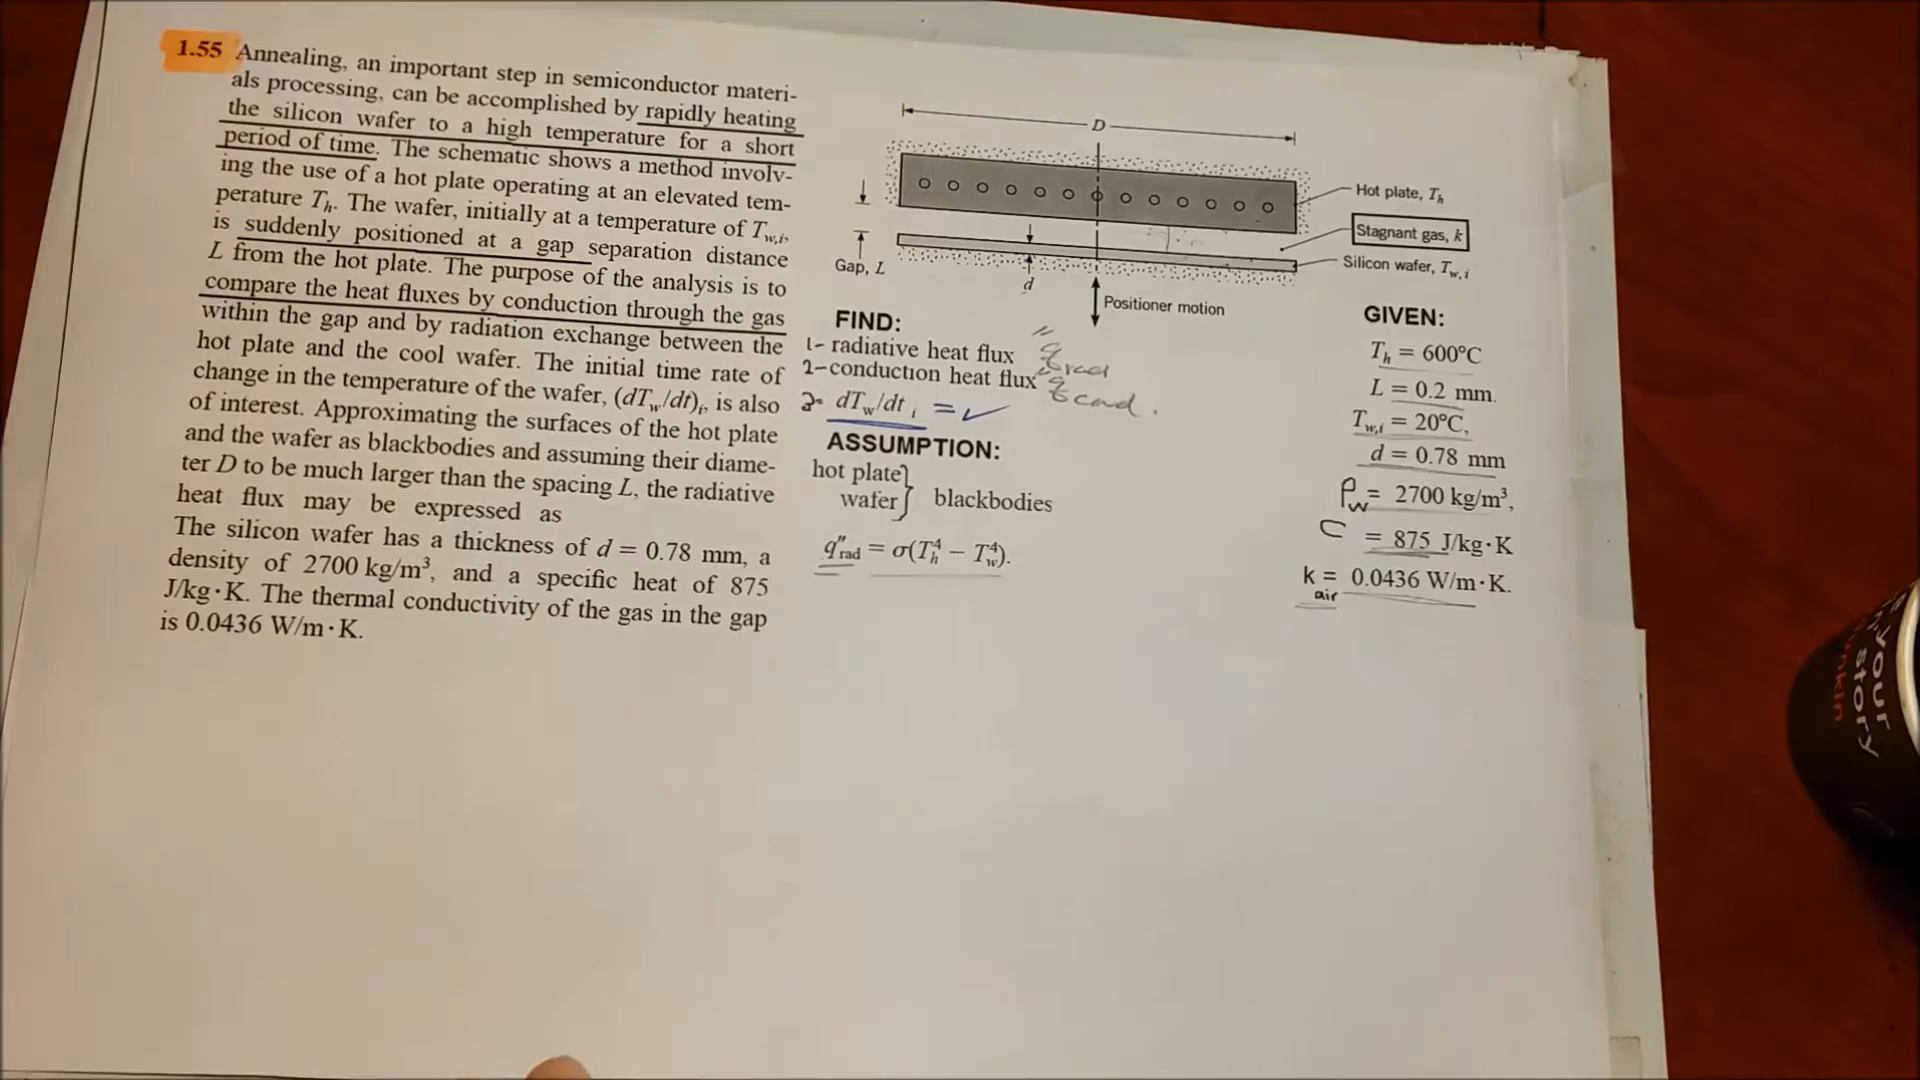 1.55 Annealing, an important step in semiconductor materi-
als processing, can be accomplished by rapidly heating
the silicon wafer to a high temperature for a short
period of time. The schematic shows a method involv-
ing the use of a hot plate operating at an elevated tem-
perature Th. The wafer, initially at a temperature of Tw,i,
is suddenly positioned at a gap separation distance
L from the hot plate. The purpose of the analysis is to
compare the heat fluxes by conduction through the gas
within the gap and by radiation exchange between the
hot plate and the cool wafer. The initial time rate of
change in the temperature of the wafer, (dTw/dt)i, is also
of interest. Approximating the surfaces of the hot plate
and the wafer as blackbodies and assuming their diame-
ter D to be much larger than the spacing L, the radiative
heat flux may be expressed as
The silicon wafer has a thickness of d = 0.78 mm, a
density of 2700 kg/m³, and a specific heat of 875
J/kg·K. The thermal conductivity of the gas in the gap
is 0.0436 W/m·K.
D
Hot plate, Th
Stagnant gas, k
Silicon wafer, Tw, i
Gap, L
d
Positioner motion
FIND:
1- radiative heat flux q"rad
2-conduction heat flux q"cond.
3- dTw/dt i = ✓
ASSUMPTION:
hot plate
wafer} blackbodies
q"rad = σ(Th⁴ – Tw⁴).
GIVEN:
Th = 600°C
L = 0.2 mm.
Tw,i = 20°C,
d = 0.78 mm
ρw = 2700 kg/m³,
C = 875 J/kg·K
k = 0.0436 W/m·K.
air
your
story